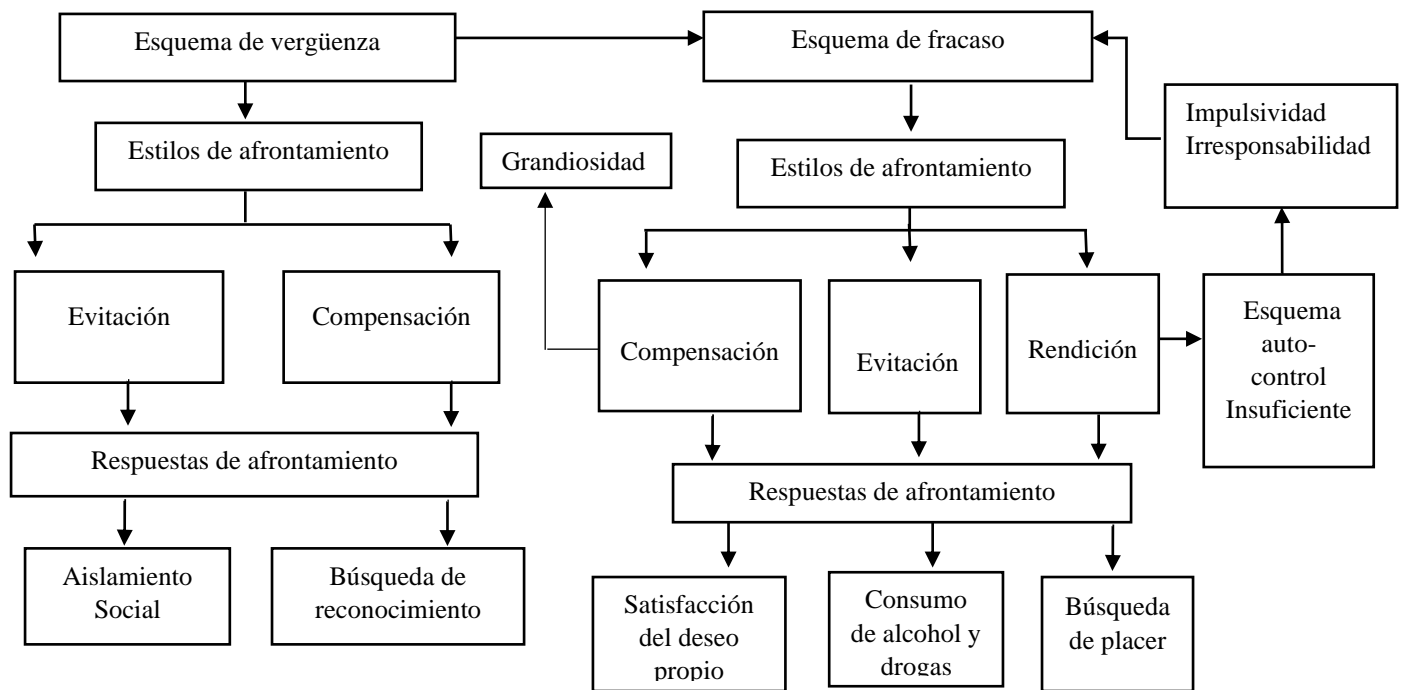 Esquema de vergüenza
Esquema de fracaso
Impulsividad
Irresponsabilidad
Estilos de afrontamiento
Grandiosidad
Estilos de afrontamiento
Evitación
Compensación
Compensación
Evitación
Rendición
Esquema
auto-
control
Insuficiente
Respuestas de afrontamiento
Respuestas de afrontamiento
Aislamiento
Social
Búsqueda de
reconocimiento
Satisfacción
del deseo
propio
Consumo
de alcohol y
drogas
Búsqueda
de placer